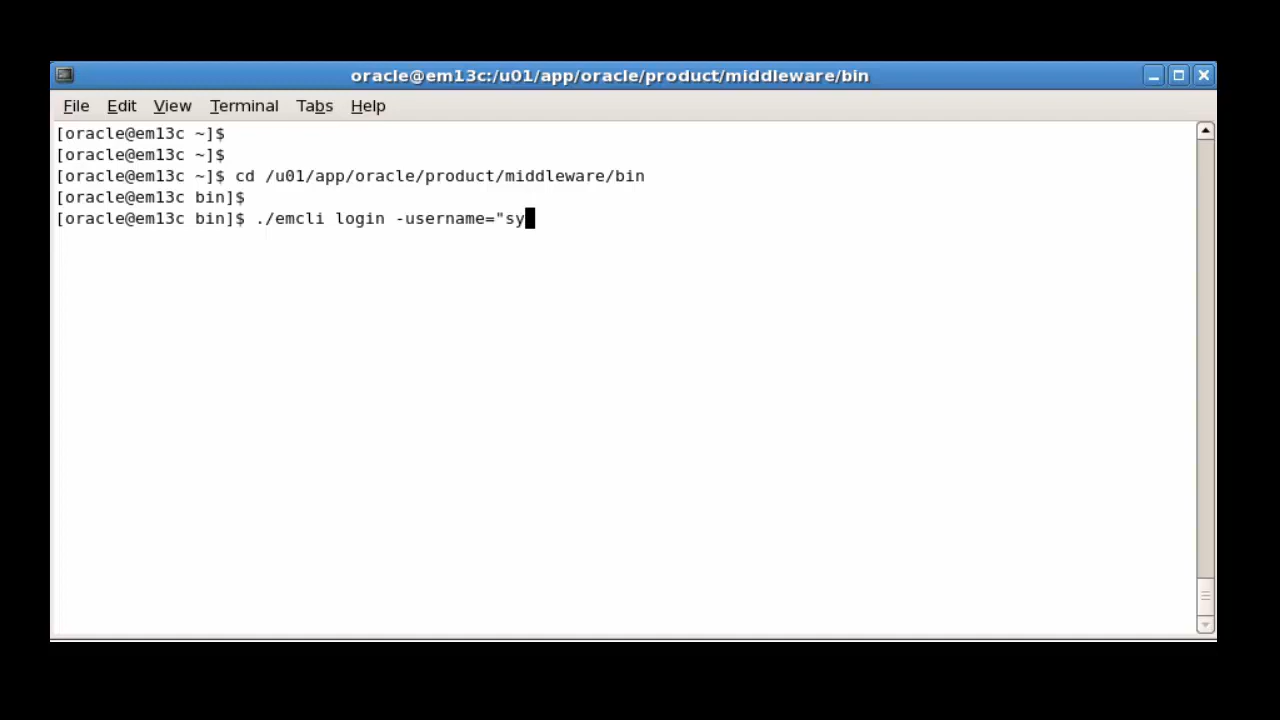 oracle@em13c:/u01/app/oracle/product/middleware/bin
File Edit View Terminal Tabs Help
[oracle@em13c ~]$
[oracle@em13c ~]$
[oracle@em13c ~]$ cd /u01/app/oracle/product/middleware/bin
[oracle@em13c bin]$
[oracle@em13c bin]$ ./emcli login -username="sy